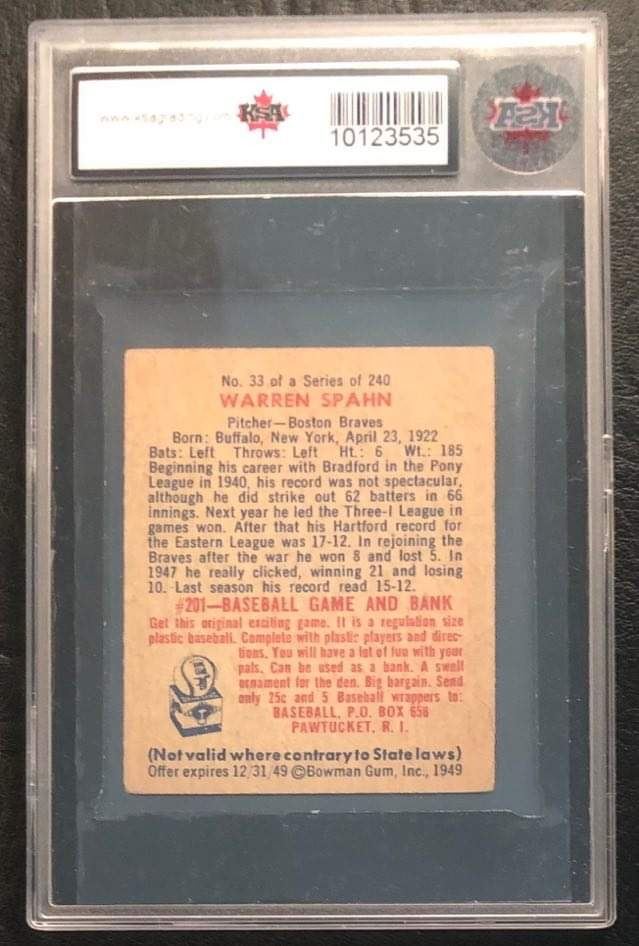 www.ksagrading.com KSA
10123535
KSA
No. 33 of a Series of 240
WARREN SPAHN
Pitcher—Boston Braves
Born: Buffalo, New York, April 23, 1922
Bats: Left Throws: Left Ht.: 6 Wt.: 185
Beginning his career with Bradford in the Pony
League in 1940, his record was not spectacular,
although he did strike out 62 batters in 66
innings. Next year he led the Three-I League in
games won. After that his Hartford record for
the Eastern League was 17-12. In rejoining the
Braves after the war he won 8 and lost 5. In
1947 he really clicked, winning 21 and losing
10. Last season his record read 15-12.
#201—BASEBALL GAME AND BANK
Get this original exciting game. It is a regulation size
plastic baseball. Complete with plastic players and direc-
tions. You will have a lot of fun with your
pals. Can be used as a bank. A swell
ornament for the den. Big bargain. Send
only 25c and 5 Baseball wrappers to:
BASEBALL, P.O. BOX 656
PAWTUCKET, R. I.
(Not valid where contrary to State laws)
Offer expires 12/31/49 ©Bowman Gum, Inc., 1949